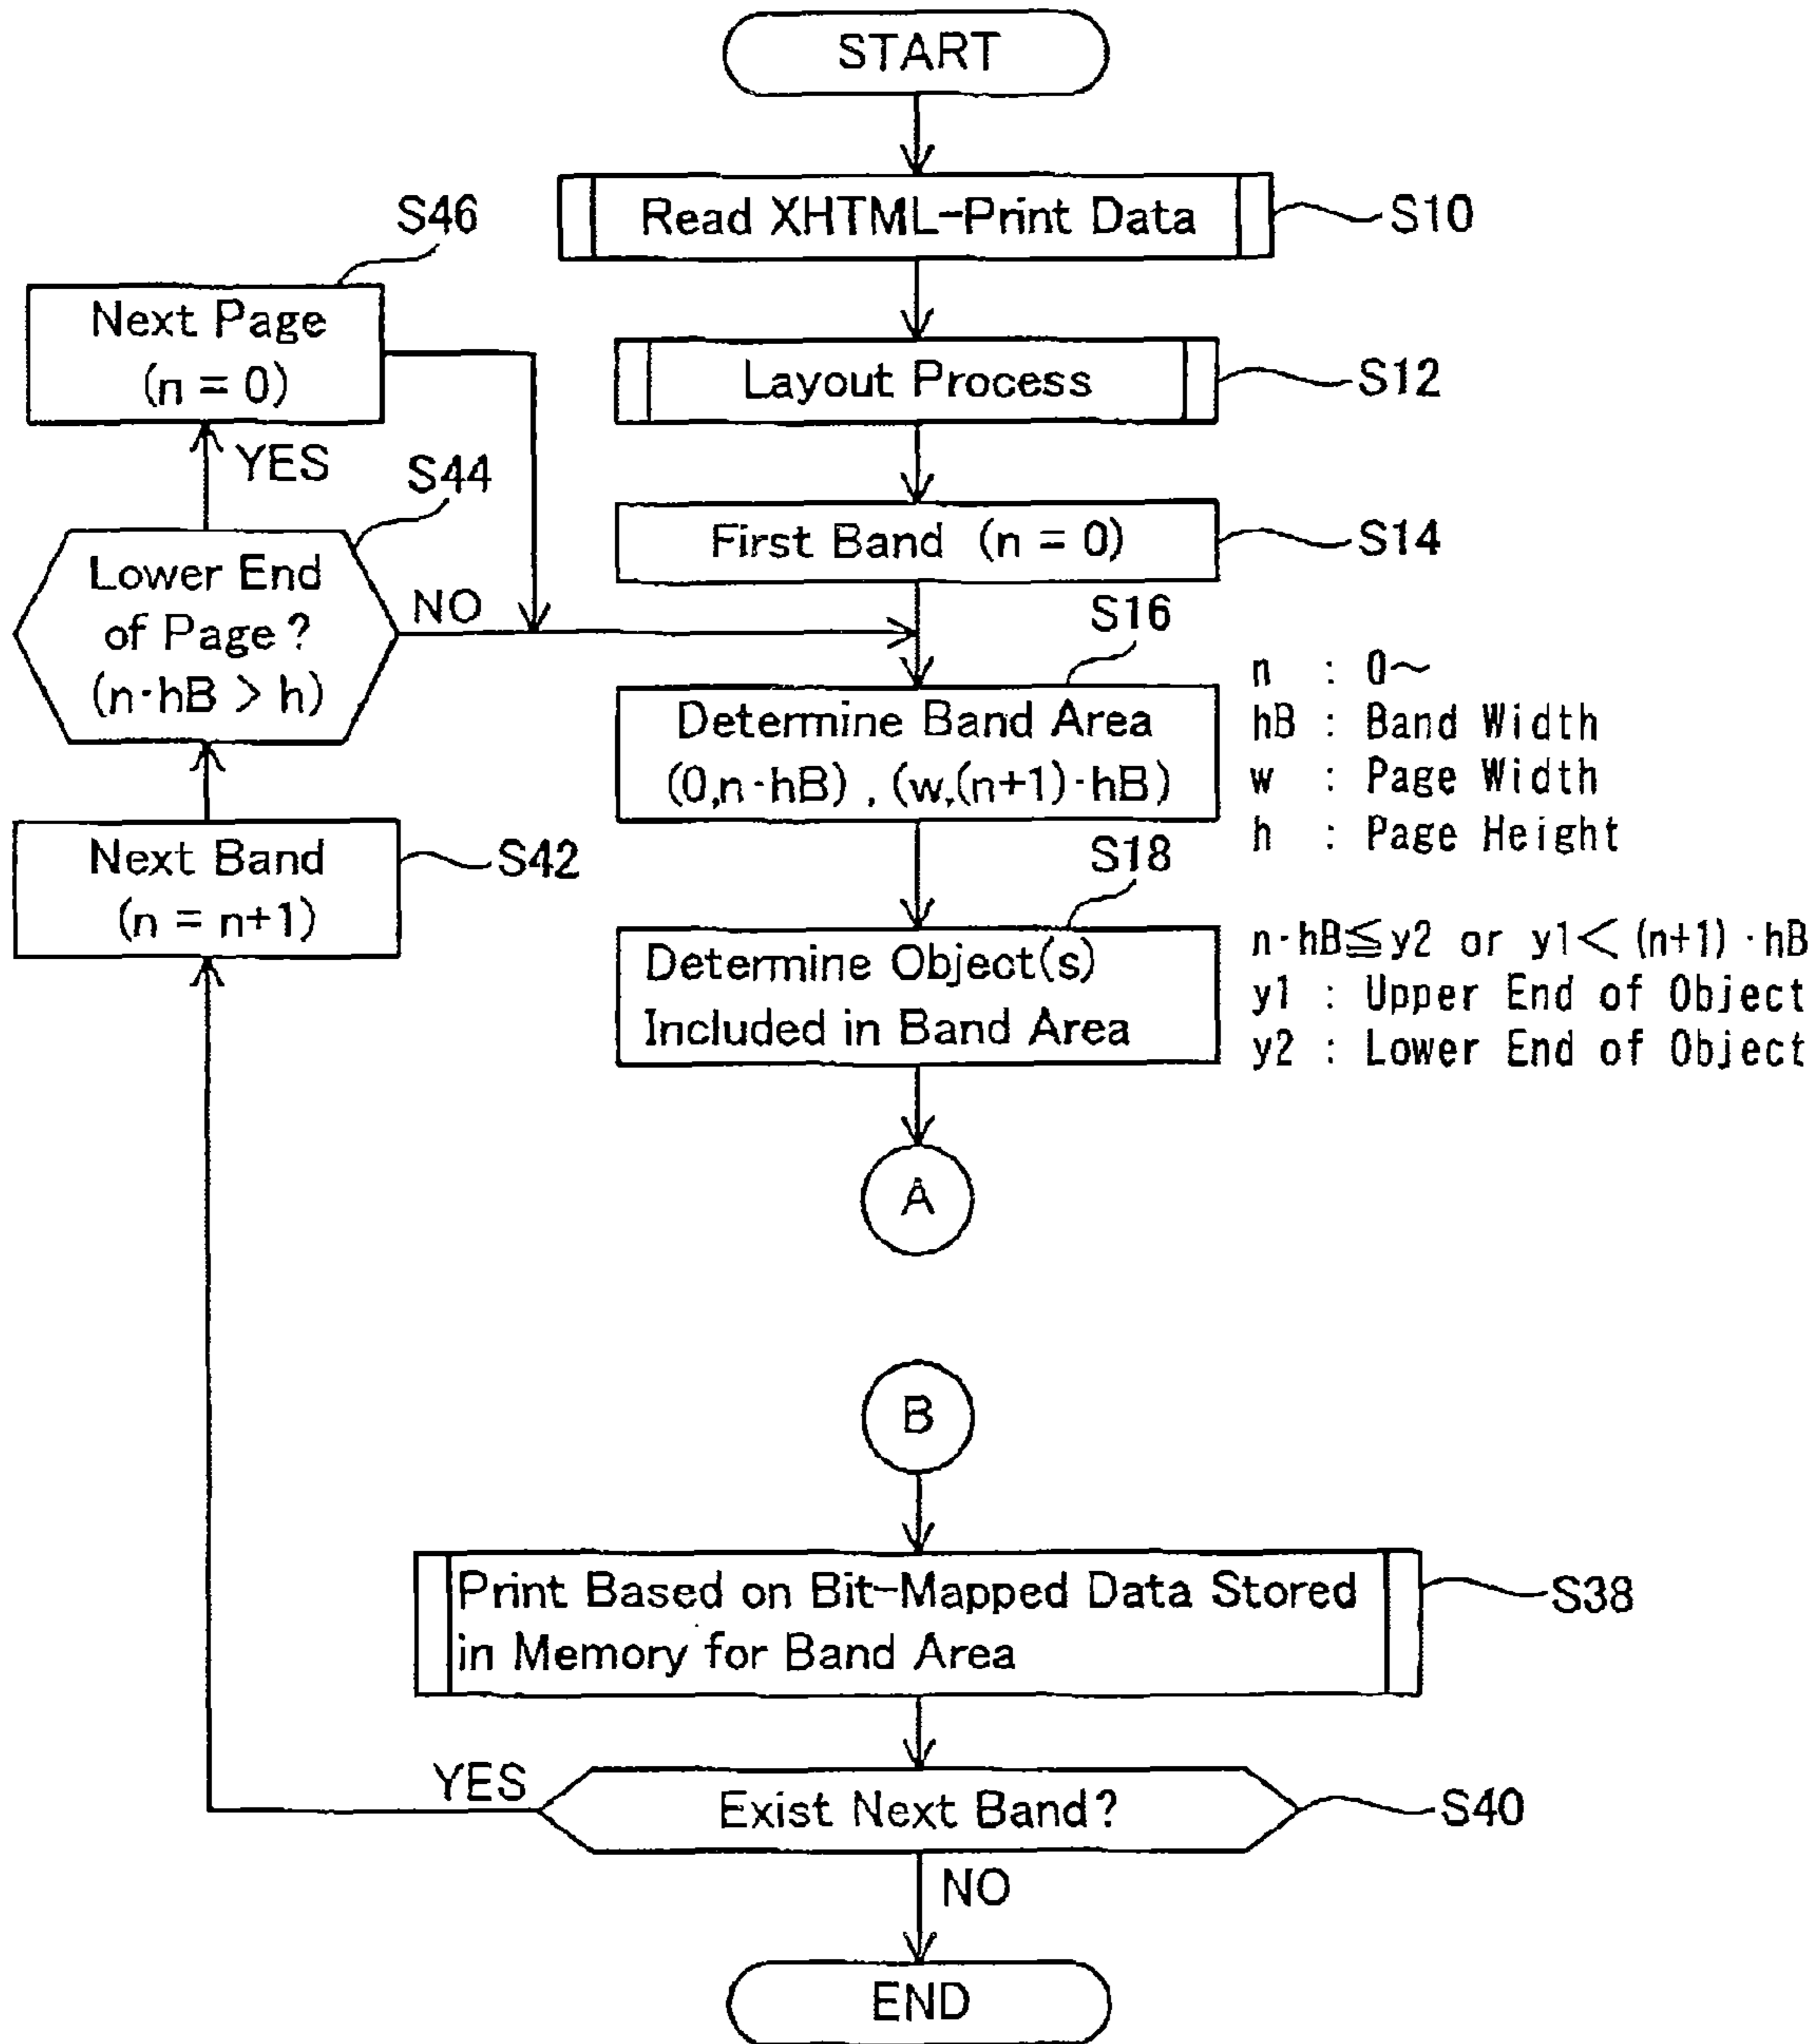 START
Read XHTML-Print Data
S10
S46
Next Page
(n = 0)
Layout Process
S12
YES
S44
First Band (n = 0)
S14
Lower End
of Page?
(n·hB > h)
NO
S16
Determine Band Area
(0,n·hB) , (w,(n+1)·hB)
n : 0~
hB : Band Width
w : Page Width
h : Page Height
Next Band
(n = n+1)
S42
S18
Determine Object(s)
Included in Band Area
n·hB≦y2 or y1<(n+1)·hB
y1 : Upper End of Object
y2 : Lower End of Object
A
B
Print Based on Bit-Mapped Data Stored
in Memory for Band Area
S38
YES
Exist Next Band?
S40
NO
END